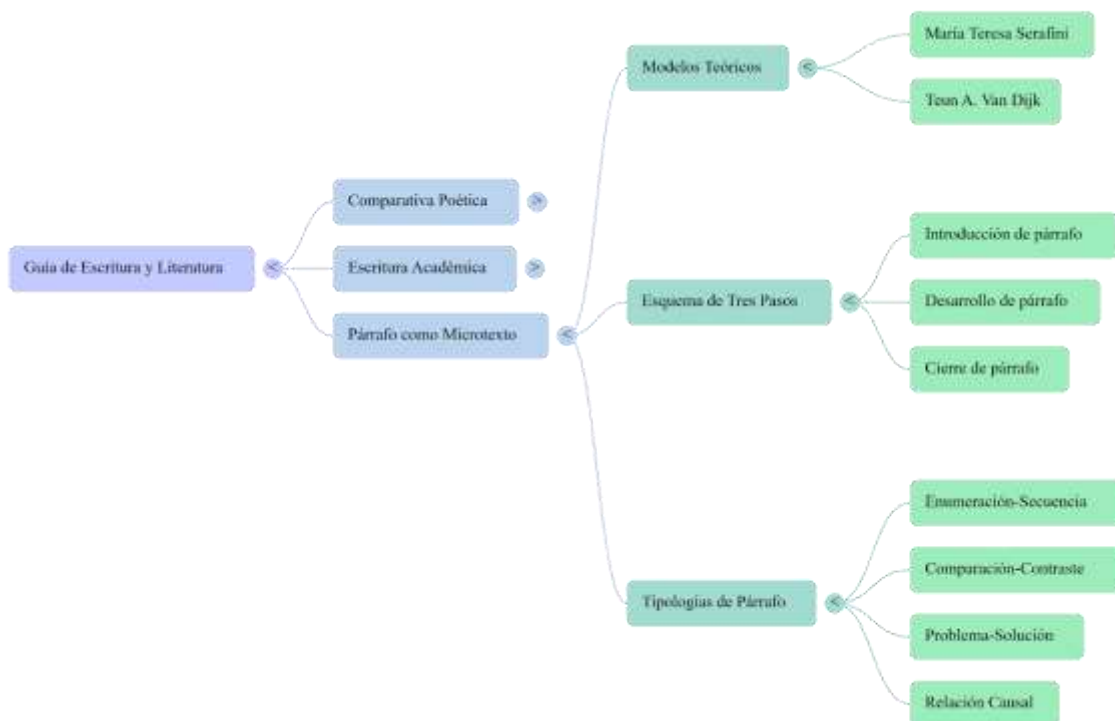 Guía de Escritura y Literatura
<
Comparativa Poética
>
Escritura Académica
>
Párrafo como Microtexto
<
Modelos Teóricos
<
María Teresa Serafini
Teun A. Van Dijk
Esquema de Tres Pasos
<
Introducción de párrafo
Desarrollo de párrafo
Cierre de párrafo
Tipologías de Párrafo
<
Enumeración-Secuencia
Comparación-Contraste
Problema-Solución
Relación Causal